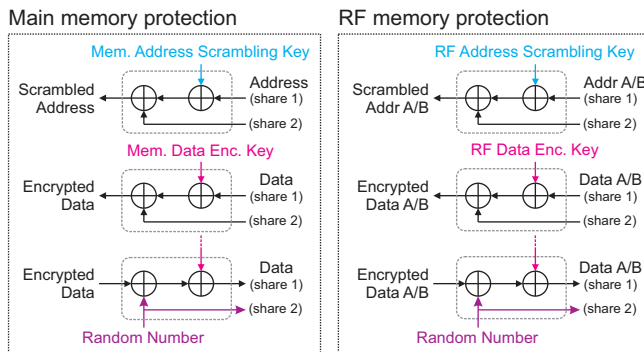 Main memory protection
Mem. Address Scrambling Key
Scrambled
Address
Address
(share 1)
(share 2)
Mem. Data Enc. Key
Encrypted
Data
Data
(share 1)
(share 2)
Encrypted
Data
Data
(share 1)
(share 2)
Random Number
RF memory protection
RF Address Scrambling Key
Scrambled
Addr A/B
Addr A/B
(share 1)
(share 2)
RF Data Enc. Key
Encrypted
Data A/B
Data A/B
(share 1)
(share 2)
Encrypted
Data A/B
Data A/B
(share 1)
(share 2)
Random Number